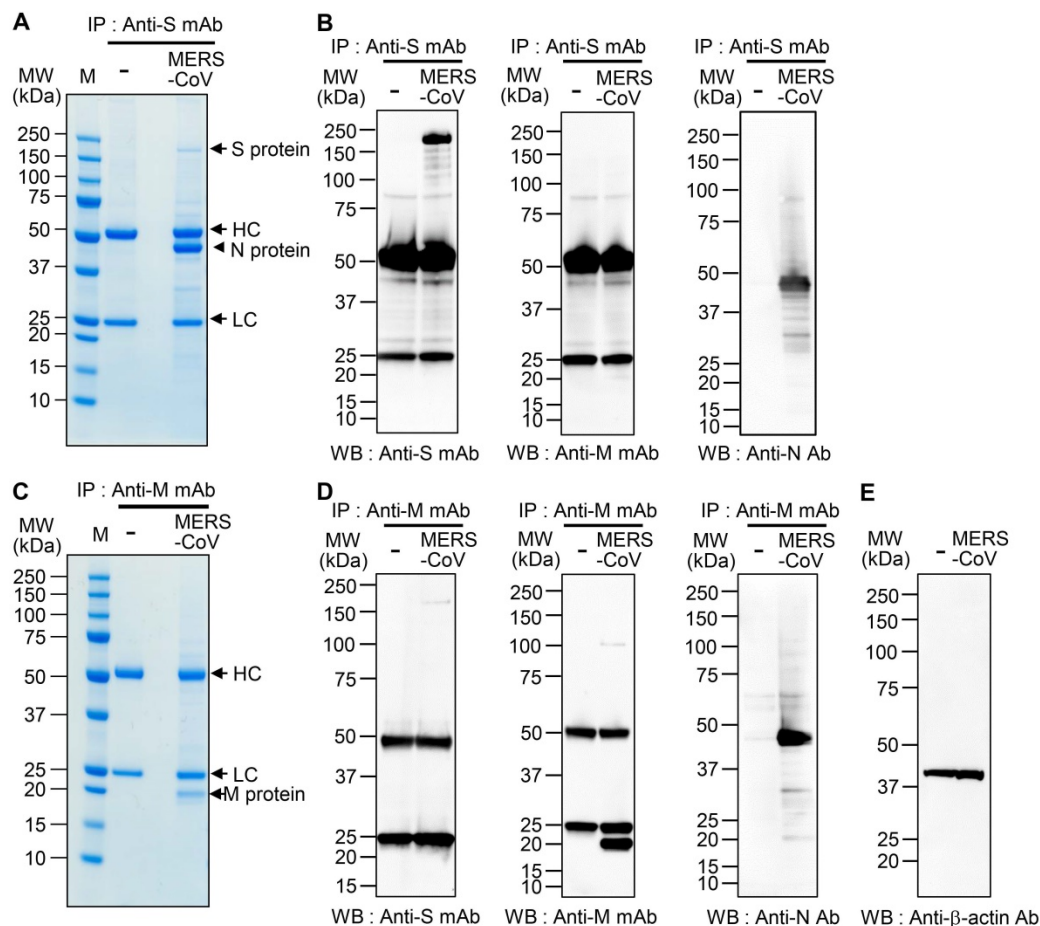 A
IP : Anti-S mAb
MW
(kDa)
M
-
MERS
-CoV
250
150
100
75
50
37
25
20
15
10
S protein
HC
N protein
LC
B
IP : Anti-S mAb
MW
(kDa)
-
MERS
-CoV
250
150
100
75
50
37
25
20
15
10
WB : Anti-S mAb
IP : Anti-S mAb
MW
(kDa)
-
MERS
-CoV
250
150
100
75
50
37
25
20
15
10
WB : Anti-M mAb
IP : Anti-S mAb
MW
(kDa)
-
MERS
-CoV
250
150
100
75
50
37
25
20
15
10
WB : Anti-N Ab
C
IP : Anti-M mAb
MW
(kDa)
M
-
MERS
-CoV
250
150
100
75
50
37
25
20
15
10
HC
LC
M protein
D
IP : Anti-M mAb
MW
(kDa)
-
MERS
-CoV
250
150
100
75
50
37
25
20
15
WB : Anti-S mAb
IP : Anti-M mAb
MW
(kDa)
-
MERS
-CoV
250
150
100
75
50
37
25
20
15
10
WB : Anti-M mAb
IP : Anti-M mAb
MW
(kDa)
-
MERS
-CoV
250
150
100
75
50
37
25
20
15
10
WB : Anti-N Ab
E
MW
(kDa)
-
MERS
-CoV
250
150
100
75
50
37
25
20
WB : Anti-β-actin Ab